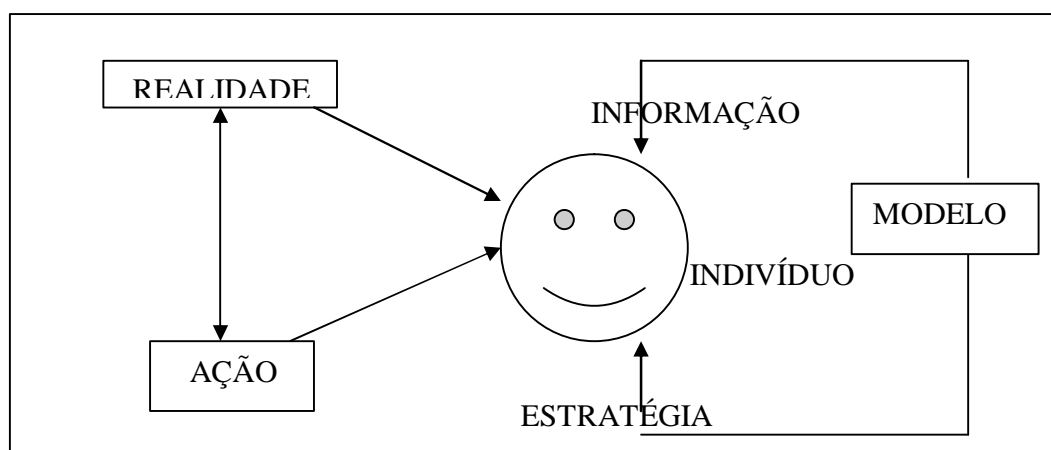 REALIDADE
INFORMAÇÃO
MODELO
INDIVÍDUO
AÇÃO
ESTRATÉGIA